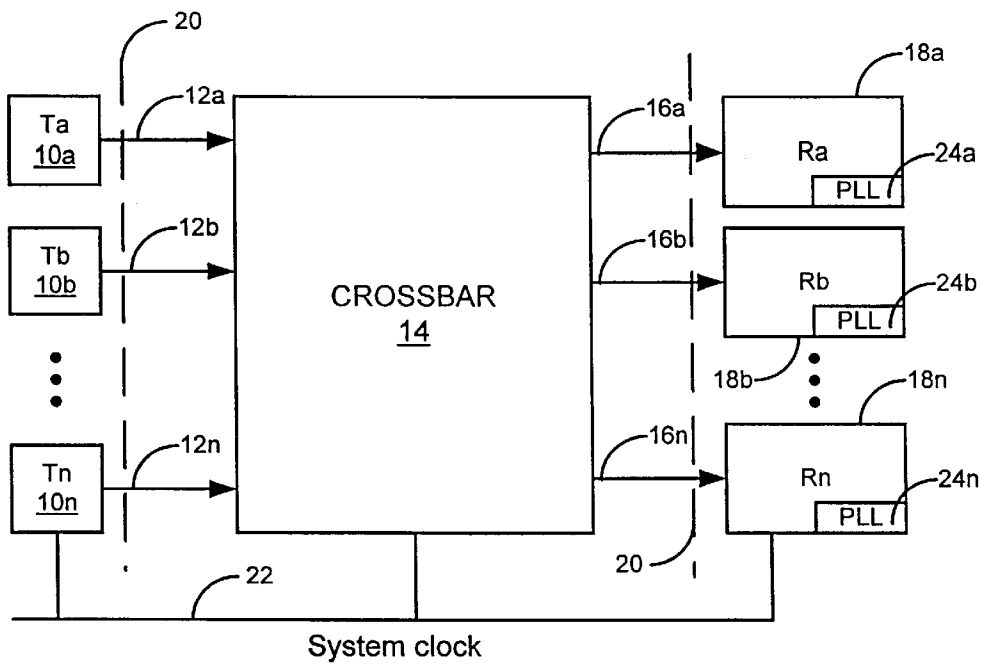 20
18a
12a
16a
Ta
10a
Ra
24a
PLL
12b
16b
Tb
10b
Rb
24b
PLL
CROSSBAR
14
18b
18n
12n
16n
Tn
10n
Rn
24n
PLL
20
22
System clock